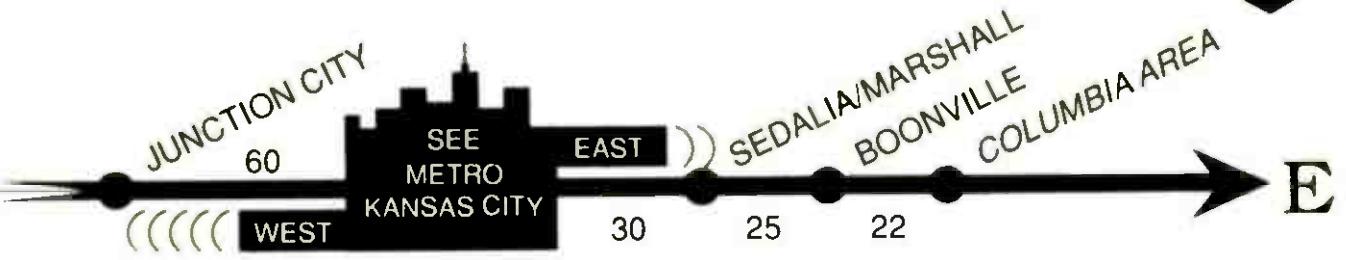 JUNCTION CITY
60
SEE
METRO
KANSAS CITY
WEST
EAST
SEDALIA/MARSHALL
BOONVILLE
COLUMBIA AREA
30
25
22
E